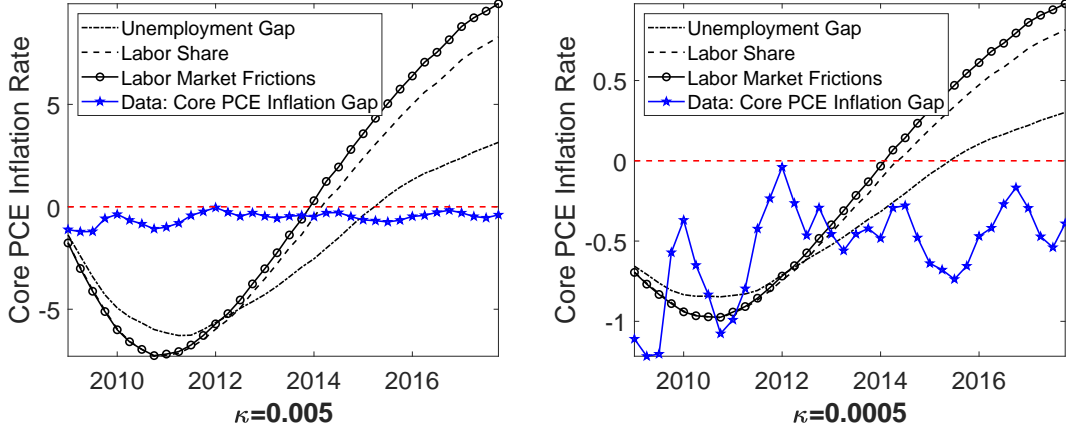 Unemployment Gap
Labor Share
Labor Market Frictions
Data: Core PCE Inflation Gap
Core PCE Inflation Rate
5
0
-5
2010 2012 2014 2016
κ=0.005
Unemployment Gap
Labor Share
Labor Market Frictions
Data: Core PCE Inflation Gap
Core PCE Inflation Rate
0.5
0
-0.5
-1
2010 2012 2014 2016
κ=0.0005